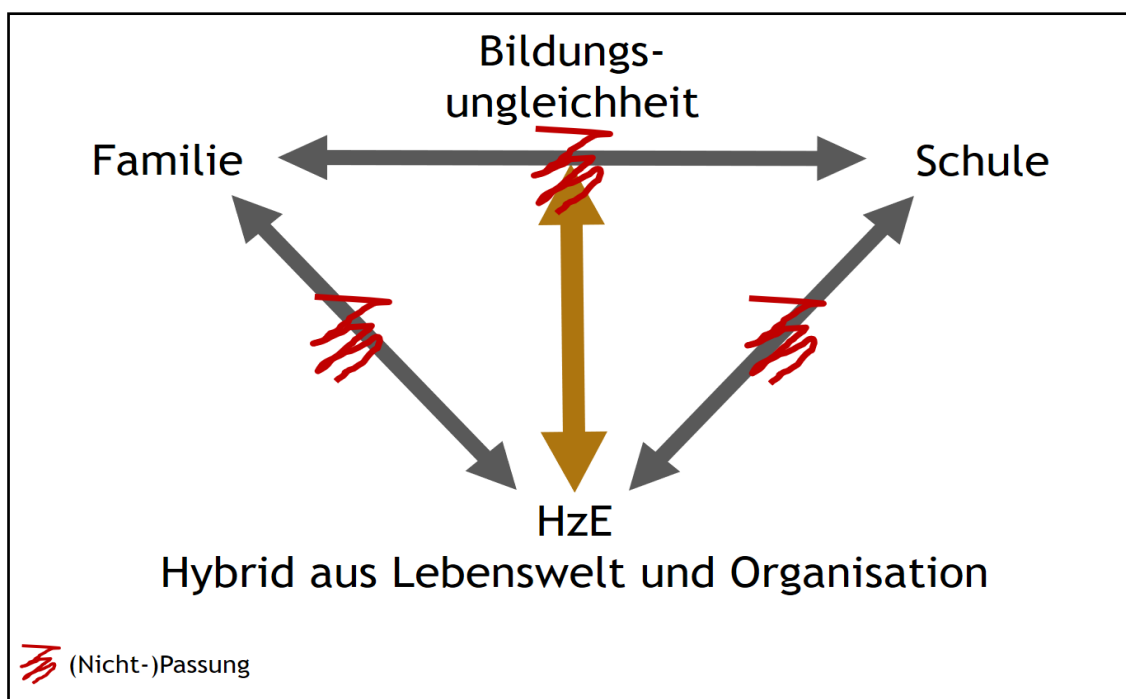 Bildungs-
ungleichheit
Familie
Schule
HzE
Hybrid aus Lebenswelt und Organisation
(Nicht-)Passung